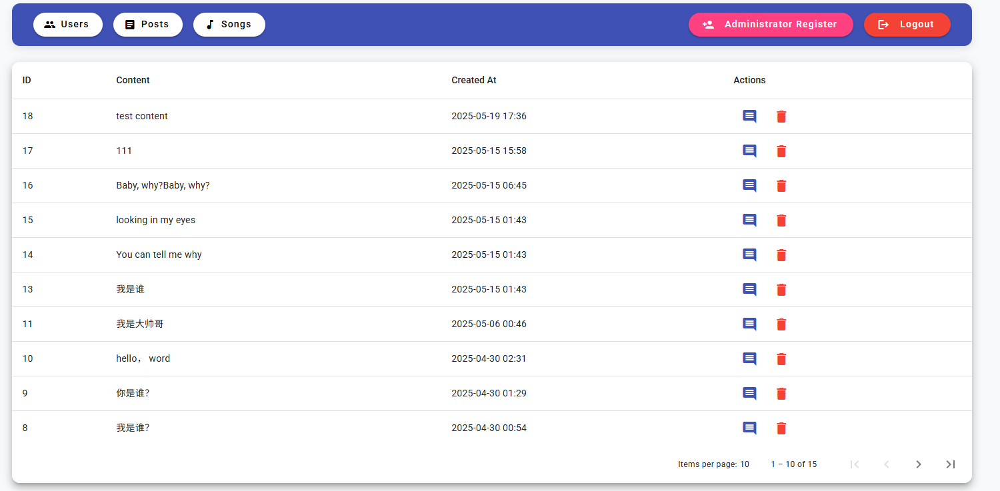 Users Posts Songs Administrator Register Logout
ID Content Created At Actions
18 test content 2025-05-19 17:36
17 111 2025-05-15 15:58
16 Baby, why?Baby, why? 2025-05-15 06:45
15 looking in my eyes 2025-05-15 01:43
14 You can tell me why 2025-05-15 01:43
13 我是谁 2025-05-15 01:43
11 我是大帅哥 2025-05-06 00:46
10 hello， word 2025-04-30 02:31
9 你是谁？ 2025-04-30 01:29
8 我是谁？ 2025-04-30 00:54
Items per page: 10 1 – 10 of 15